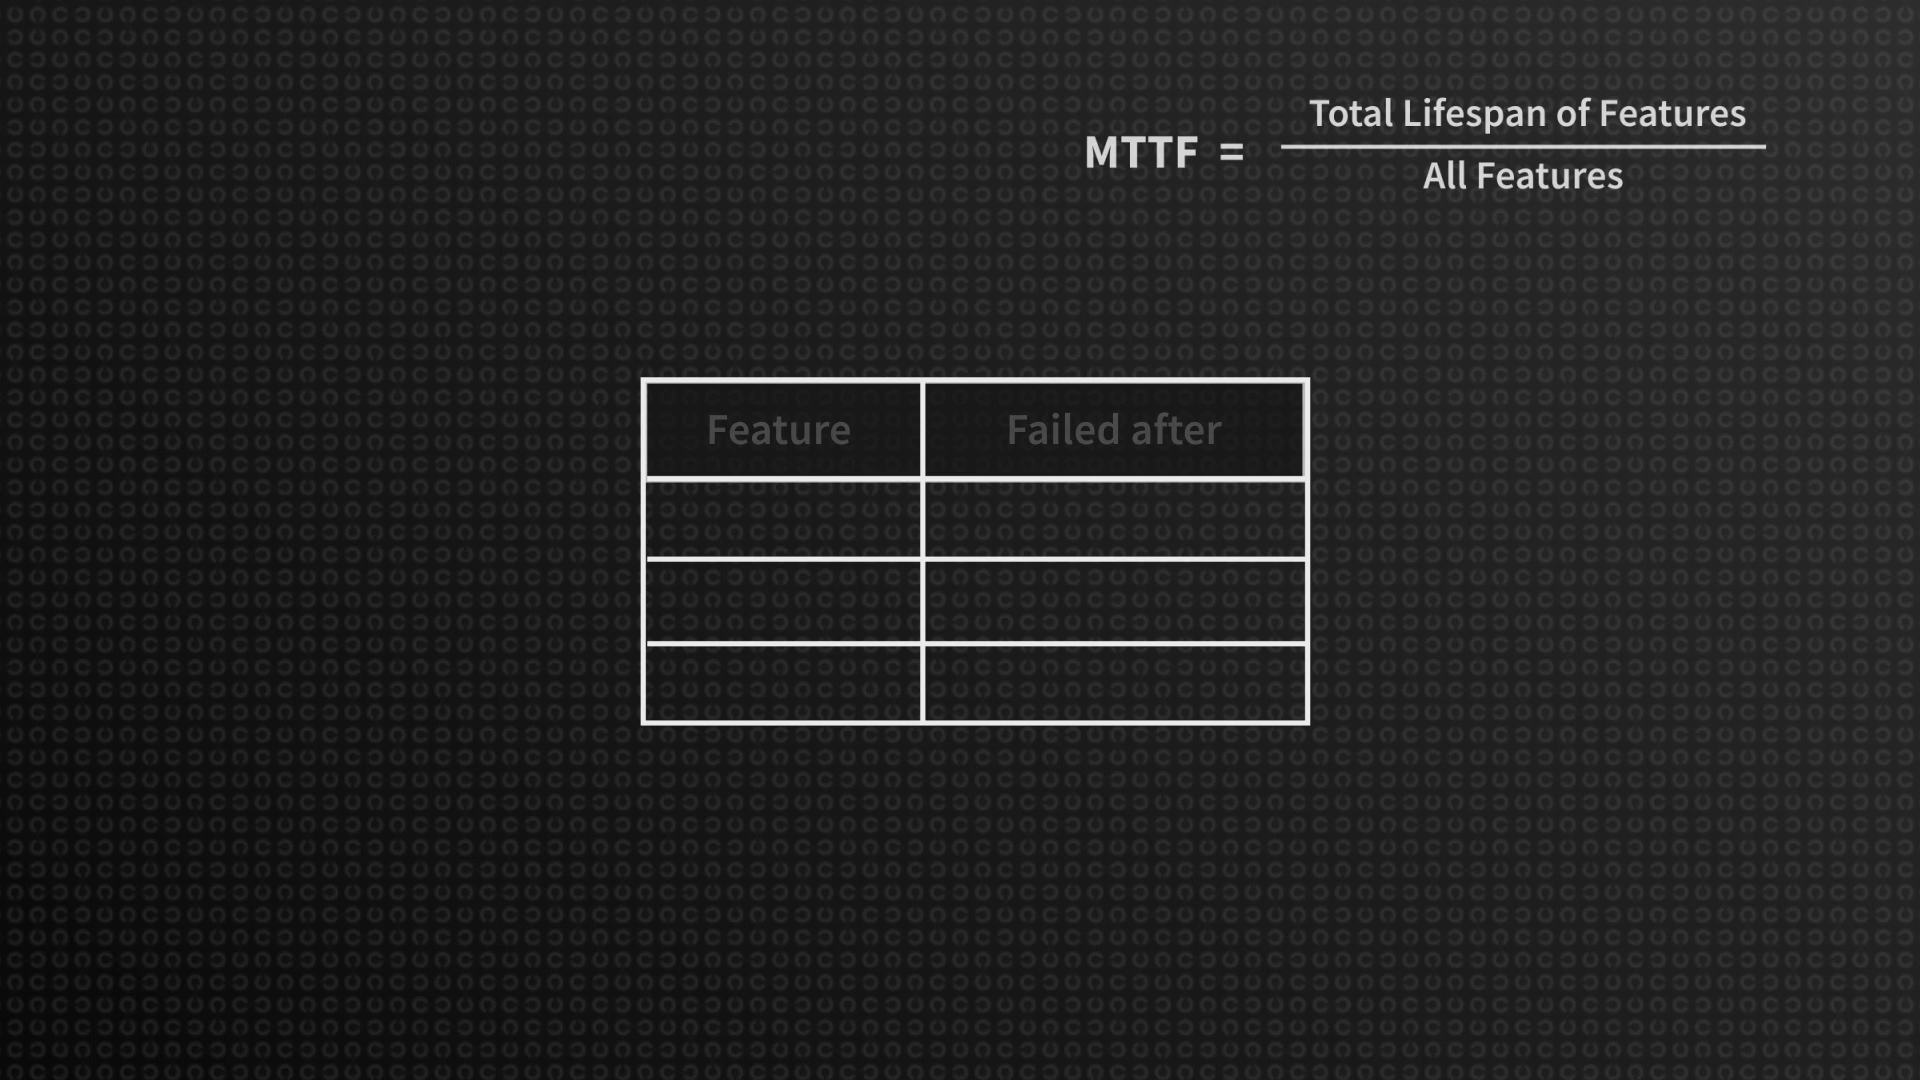 Total Lifespan of Features
MTTF =
All Features
Feature Failed after